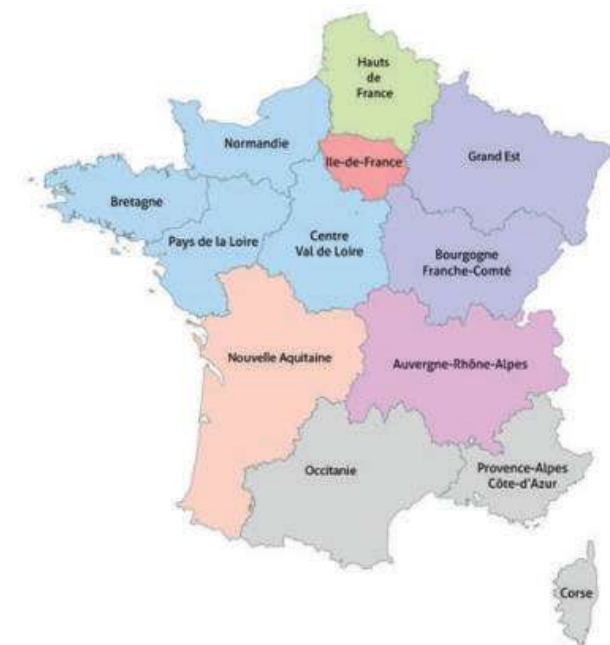 Hauts
de
France
Normandie
Ile-de-France
Grand Est
Bretagne
Pays de la Loire
Centre
Val de Loire
Bourgogne
Franche-Comté
Nouvelle Aquitaine
Auvergne-Rhône-Alpes
Occitanie
Provence-Alpes
Côte-d'Azur
Corse